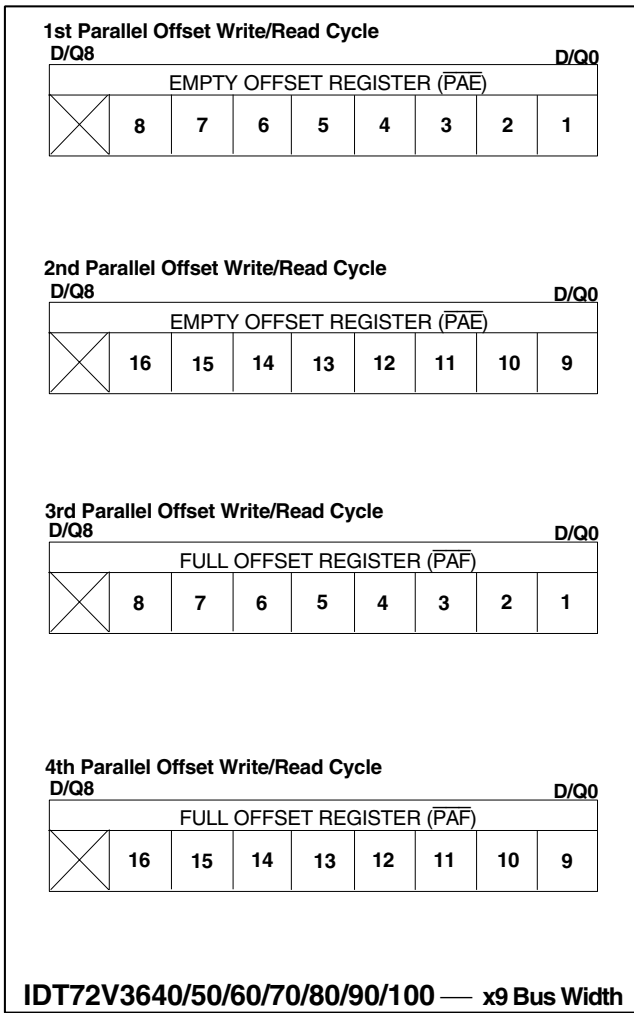 1st Parallel Offset Write/Read Cycle
D/Q8 D/Q0
EMPTY OFFSET REGISTER (PAE)
8 7 6 5 4 3 2 1
2nd Parallel Offset Write/Read Cycle
D/Q8 D/Q0
EMPTY OFFSET REGISTER (PAE)
16 15 14 13 12 11 10 9
3rd Parallel Offset Write/Read Cycle
D/Q8 D/Q0
FULL OFFSET REGISTER (PAF)
8 7 6 5 4 3 2 1
4th Parallel Offset Write/Read Cycle
D/Q8 D/Q0
FULL OFFSET REGISTER (PAF)
16 15 14 13 12 11 10 9
IDT72V3640/50/60/70/80/90/100 — x9 Bus Width